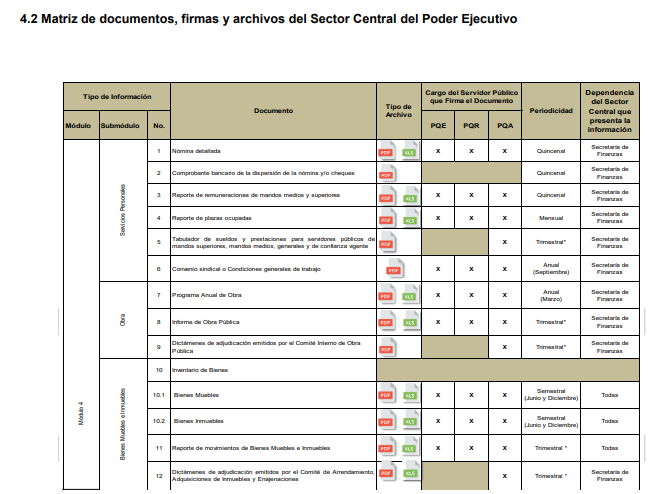 4.2 Matriz de documentos, firmas y archivos del Sector Central del Poder Ejecutivo
Tipo de Información
Documento
Tipo de
Archivo
Cargo del Servidor Público
que Firma el Documento
Periodicidad
Dependencia
del Sector
Central que
presenta la
información
Módulo Submódulo No.
PQE PQR PQA
Módulo 4
Servicios Personales
1 Nómina detallada PDF XLS X X X Quincenal Secretaría de
Finanzas
2 Comprobante bancario de la dispersión de la nómina y/o cheques PDF Quincenal Secretaría de
Finanzas
3 Reporte de remuneraciones de mandos medios y superiores PDF XLS X X X Quincenal Secretaría de
Finanzas
4 Reporte de plazas ocupadas PDF XLS X X X Mensual Secretaría de
Finanzas
5 Tabulador de sueldos y prestaciones para servidores públicos de
mandos superiores, mandos medios, generales y de confianza vigente PDF X Trimestral* Secretaría de
Finanzas
6 Convenio sindical o Condiciones generales de trabajo PDF X X X Anual
(Septiembre) Secretaría de
Finanzas
Obra
7 Programa Anual de Obra PDF XLS X X X Anual
(Marzo) Secretaría de
Finanzas
8 Informe de Obra Pública PDF XLS X X X Trimestral* Secretaría de
Finanzas
9 Dictámenes de adjudicación emitidos por el Comité Interno de Obra
Pública PDF X Trimestral* Secretaría de
Finanzas
Bienes Muebles e Inmuebles
10 Inventario de Bienes
10.1 Bienes Muebles PDF XLS X X X Semestral
(Junio y Diciembre) Todas
10.2 Bienes Inmuebles PDF XLS X X X Semestral
(Junio y Diciembre) Todas
11 Reporte de movimientos de Bienes Muebles e Inmuebles PDF XLS X X X Trimestral * Todas
12 Dictámenes de adjudicación emitidos por el Comité de Arrendamiento,
Adquisiciones de Inmuebles y Enajenaciones PDF XLS X Trimestral * Secretaría de
Finanzas